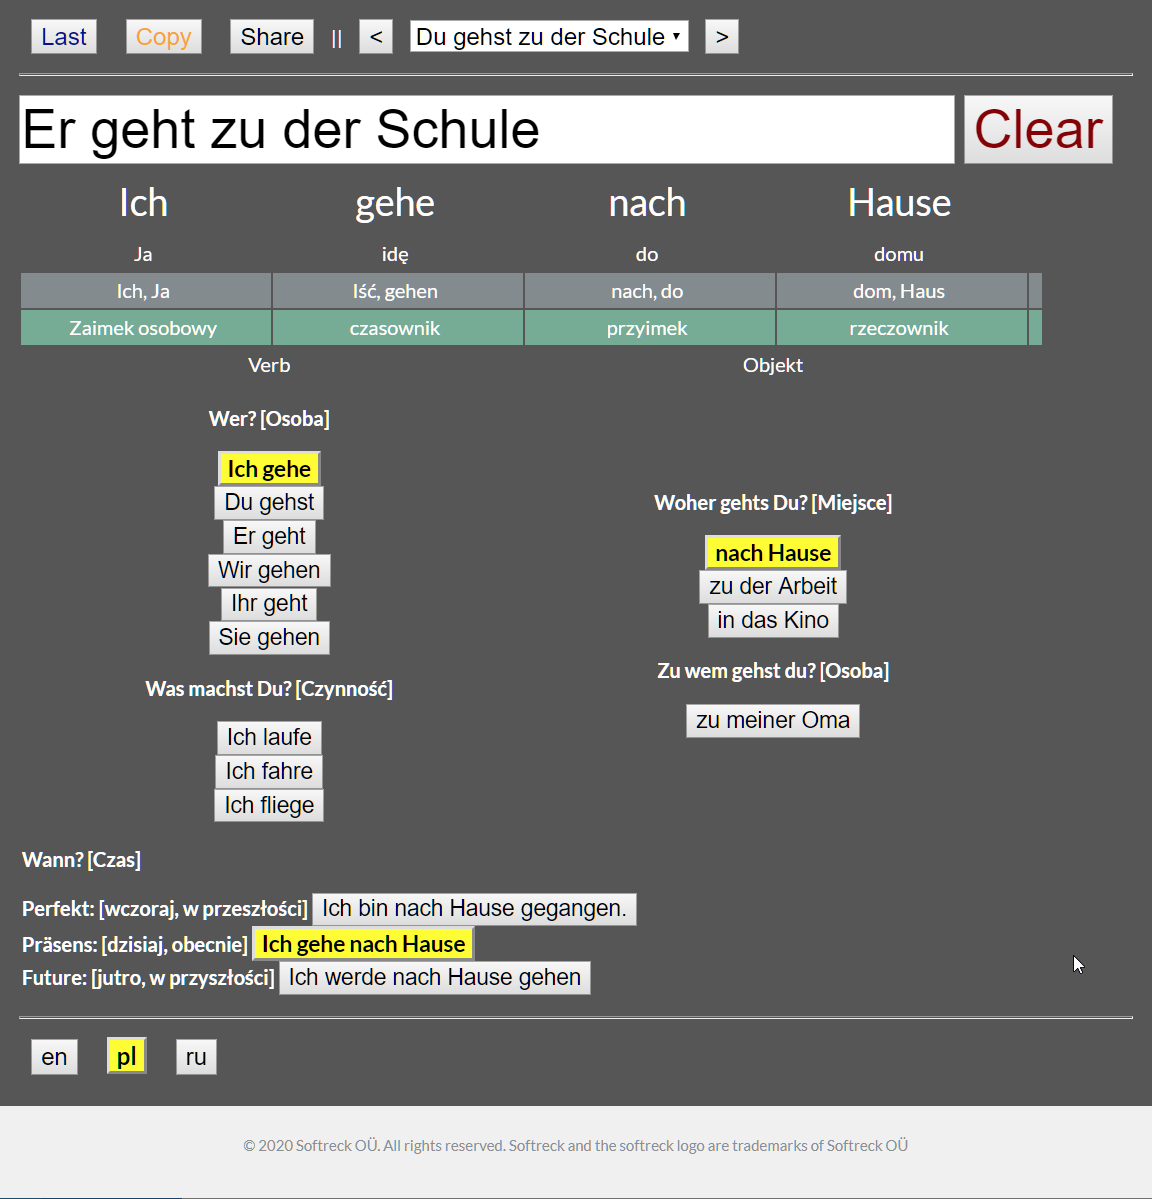 Last Copy Share || < Du gehst zu der Schule >
Er geht zu der Schule Clear
Ich gehe nach Hause
Ja idę do domu
Ich, Ja Iść, gehen nach, do dom, Haus
Zaimek osobowy czasownik przyimek rzeczownik
Verb Objekt
Wer? [Osoba]
Ich gehe
Du gehst
Er geht
Wir gehen
Ihr geht
Sie gehen
Was machst Du? [Czynność]
Ich laufe
Ich fahre
Ich fliege
Woher gehts Du? [Miejsce]
nach Hause
zu der Arbeit
in das Kino
Zu wem gehst du? [Osoba]
zu meiner Oma
Wann? [Czas]
Perfekt: [wczoraj, w przeszłości] Ich bin nach Hause gegangen.
Präsens: [dzisiaj, obecnie] Ich gehe nach Hause
Future: [jutro, w przyszłości] Ich werde nach Hause gehen
en pl ru
© 2020 Softreck OÜ. All rights reserved. Softreck and the softreck logo are trademarks of Softreck OÜ